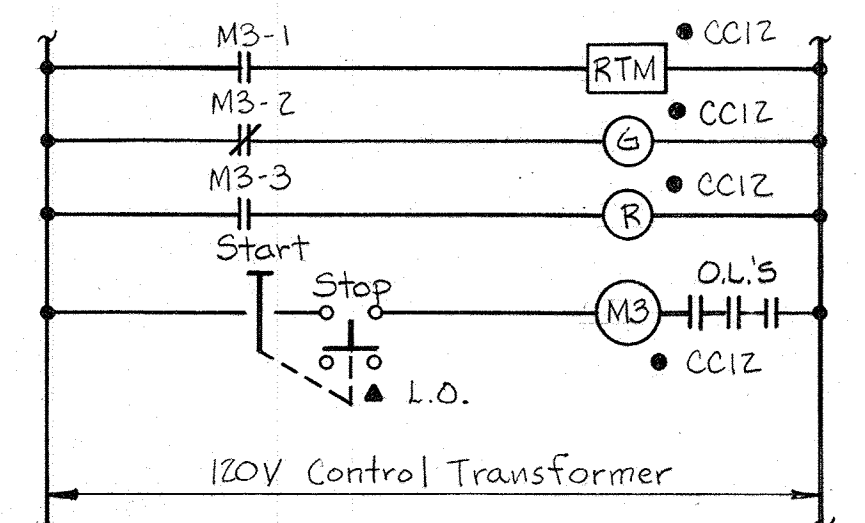 M3-1
CC12
RTM
M3-2
CC12
G
M3-3
CC12
R
Start
Stop
O.L.'S
M3
CC12
L.O.
120V Control Transformer